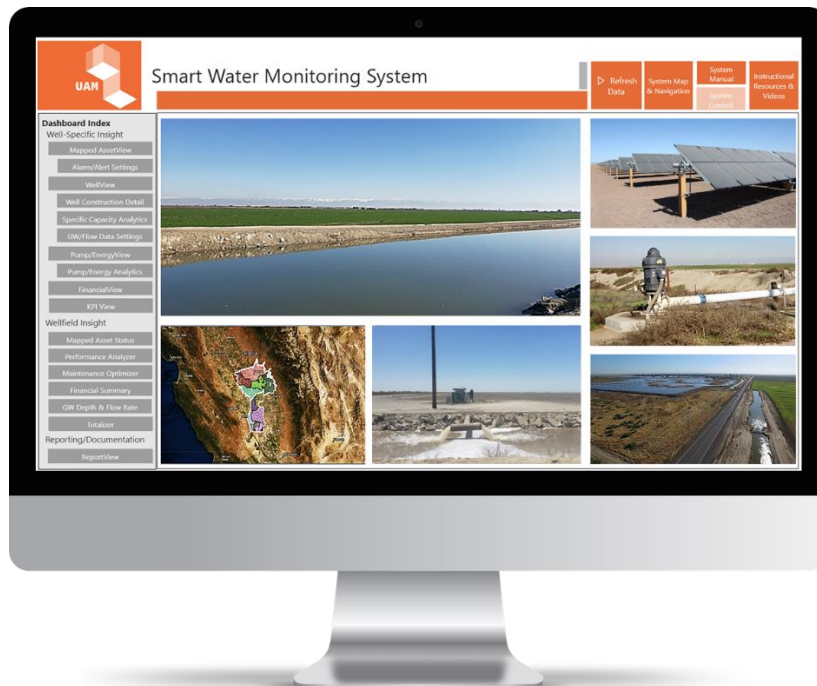 UAM
Smart Water Monitoring System
Refresh
Data
System Map
& Navigation
System
Manual
System
Control
Instructional
Resources &
Videos
Dashboard Index
Well-Specific Insight
Mapped AssetView
Alarm/Alert Settings
WellView
Well Construction Detail
Specific Capacity Analytics
GW/Flow Data Settings
Pump/EnergyView
Pump/Energy Analytics
FinancialView
KPI View
Wellfield Insight
Mapped Asset Status
Performance Analyzer
Maintenance Optimizer
Financial Summary
GW Depth & Flow Rate
Totalizer
Reporting/Documentation
ReportView